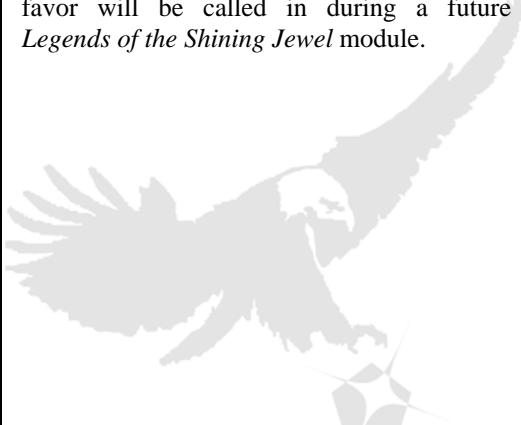 favor will be called in during a future
Legends of the Shining Jewel module.